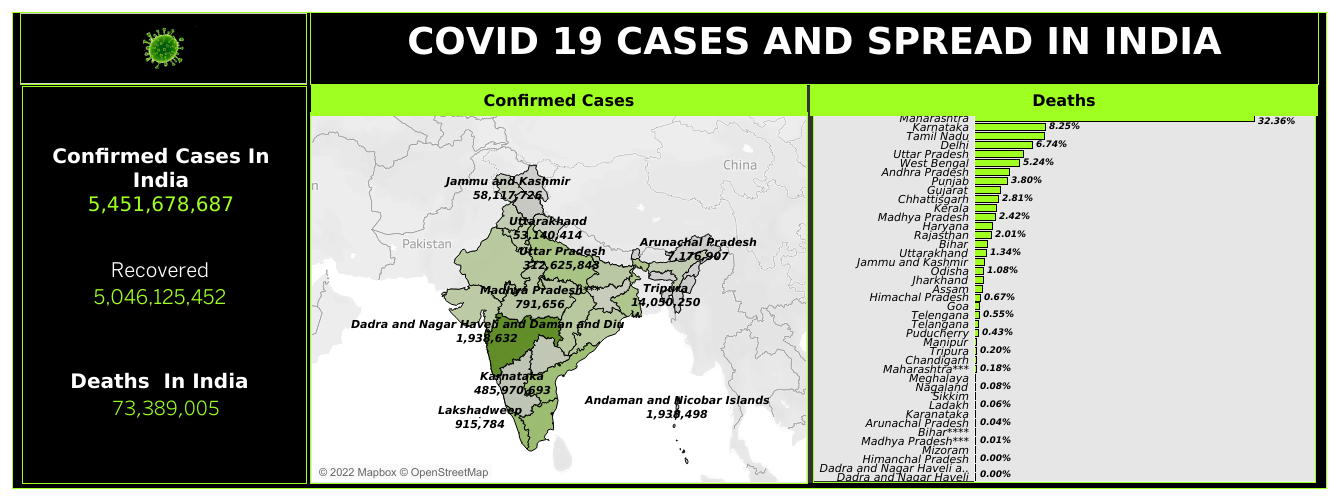 COVID 19 CASES AND SPREAD IN INDIA
Confirmed Cases In
India
5,451,678,687
Recovered
5,046,125,452
Deaths In India
73,389,005
Confirmed Cases
China
Pakistan
Jammu and Kashmir
58,117,726
Uttarakhand
53,140,414
Arunachal Pradesh
7,176,907
Uttar Pradesh
312,625,843
Madhya Pradesh***
791,656
Tripura
14,050,250
Dadra and Nagar Haveli and Daman and Diu
1,938,632
Karnataka
485,970,693
Andaman and Nicobar Islands
1,938,498
Lakshadweep
915,784
© 2022 Mapbox © OpenStreetMap
Deaths
Maharashtra 32.36%
Karnataka 8.25%
Tamil Nadu
Delhi 6.74%
Uttar Pradesh
West Bengal 5.24%
Andhra Pradesh
Punjab 3.80%
Gujarat
Chhattisgarh 2.81%
Kerala
Madhya Pradesh 2.42%
Haryana
Rajasthan 2.01%
Bihar
Uttarakhand 1.34%
Jammu and Kashmir
Odisha 1.08%
Jharkhand
Assam
Himachal Pradesh 0.67%
Goa
Telengana 0.55%
Telangana
Puducherry 0.43%
Manipur
Tripura 0.20%
Chandigarh
Maharashtra*** 0.18%
Meghalaya
Nagaland 0.08%
Sikkim
Ladakh 0.06%
Karanataka
Arunachal Pradesh 0.04%
Bihar****
Madhya Pradesh*** 0.01%
Mizoram
Himanchal Pradesh 0.00%
Dadra and Nagar Haveli a..
Dadra and Nagar Haveli 0.00%